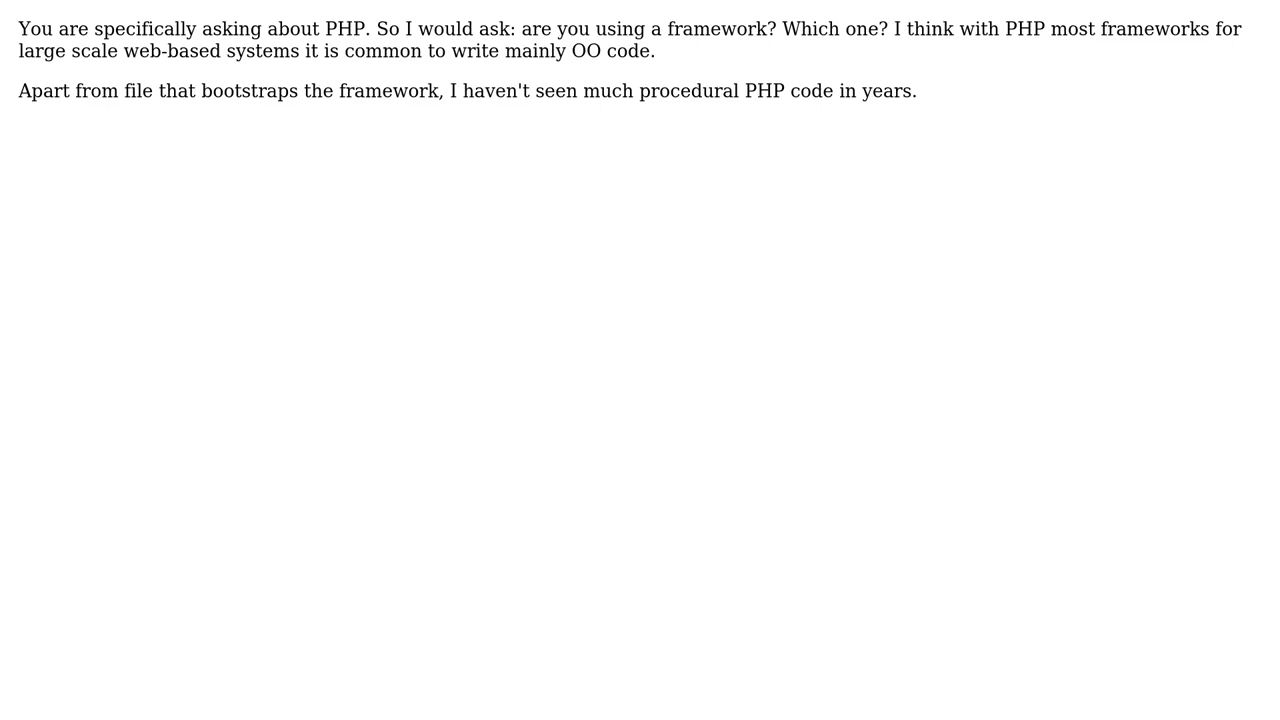 You are specifically asking about PHP. So I would ask: are you using a framework? Which one? I think with PHP most frameworks for
large scale web-based systems it is common to write mainly OO code.
Apart from file that bootstraps the framework, I haven't seen much procedural PHP code in years.